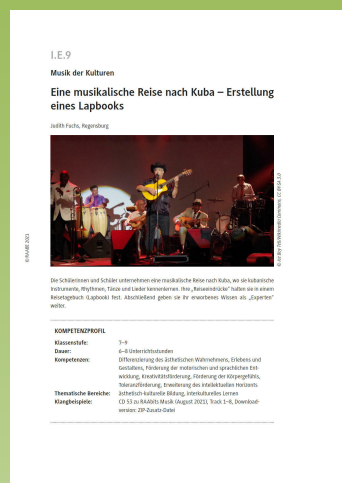 I.E.9
Musik der Kulturen
Eine musikalische Reise nach Kuba – Erstellung
eines Lapbooks
Judith Fuchs, Regensburg
© RAABE 2021
Die Schülerinnen und Schüler unternehmen eine musikalische Reise nach Kuba, wo sie kubanische
Instrumente, Rhythmen, Tänze und Lieder kennenlernen. Ihre „Reiseeindrücke“ halten sie in einem
Reisetagebuch (Lapbook) fest. Abschließend geben sie ihr erworbenes Wissen als „Experten“
weiter.
KOMPETENZPROFIL
Klassenstufe: 7–9
Dauer: 6–8 Unterrichtsstunden
Kompetenzen: Differenzierung des ästhetischen Wahrnehmens, Erlebens und
Gestaltens, Förderung der motorischen und sprachlichen Ent-
wicklung, Kreativitätsförderung, Förderung der Körpergefühls,
Toleranzförderung, Erweiterung des intellektuellen Horizonts
Thematische Bereiche: ästhetisch-kulturelle Bildung, interkulturelles Lernen
Klangbeispiele: CD 53 zu RAAbits Musik (August 2021), Track 1–8, Download-
version: ZIP-Zusatz-Datei